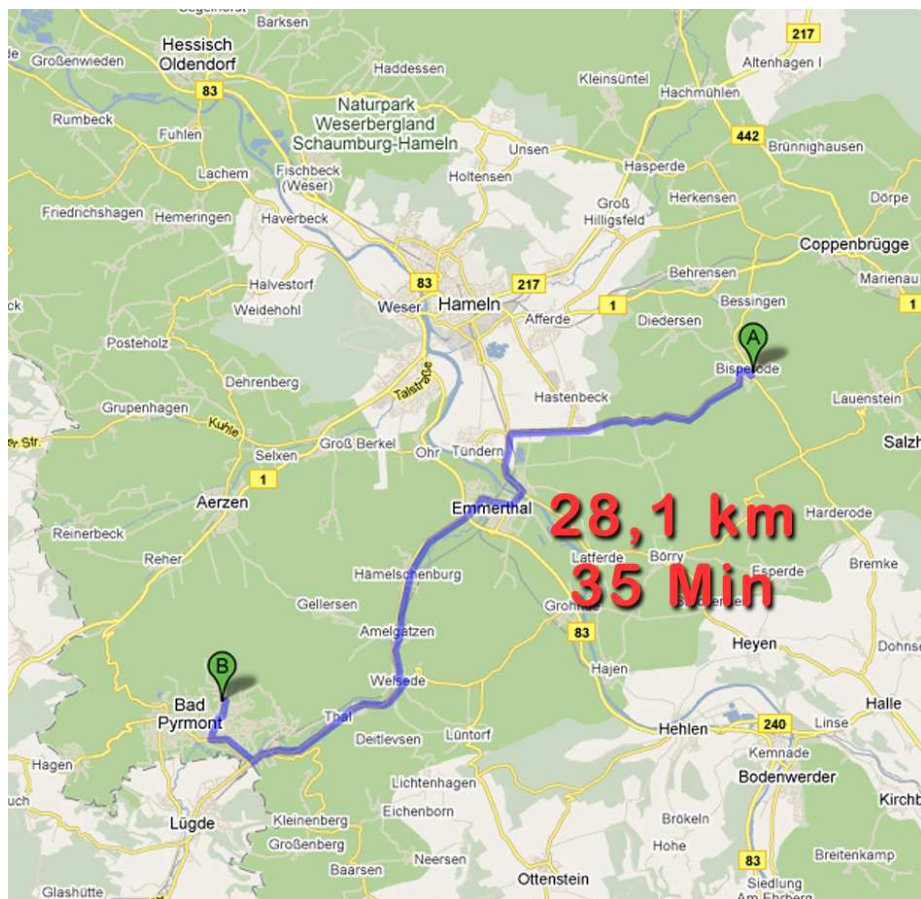 Barksen
217
Hessisch
Oldendorf
Großenwieden
Haddessen
Altenhagen I
Kleinsüntel
Hachmühlen
83
Naturpark
Weserbergland
Schaumburg-Hameln
Rumbeck
Fuhlen
442
Brünnighausen
Unsen
Fischbeck
(Weser)
Hasperde
Lachem
Holtensen
Herkensen
Dörpe
Friedrichshagen
Hemeringen
Haverbeck
Groß
Hilligsfeld
Coppenbrügge
Behrensen
Marienau
83
217
Halvestorf
Weidehohl
Weser
Hameln
Afferde
1
Bessingen
1
Diedersen
Posteholz
A
Bisperode
Dehrenberg
Talstraße
Hastenbeck
Lauenstein
Grupenhagen
Kuhle
Str.
Groß Berkel
Ohr
Tündern
Salzh
Selxen
1
Aerzen
Emmerthal
28,1 km
Harderode
Reinerbeck
Reher
Latferde
Börry
Esperde
Bremke
35 Min
Hämelschenburg
Gellersen
Grohnde
Amelgatzen
83
Heyen
Dohnse
B
Hajen
Welsede
Bad
Pyrmont
Thal
Halle
Deitlevsen
Lüntorf
Hehlen
240
Linse
Kemnade
Hagen
Bodenwerder
Lichtenhagen
Kirchb
Lügde
Eichenborn
Kleinenberg
Brökeln
Großenberg
Hohe
Neersen
Breitenkamp
Baarsen
83
Ottenstein
Siedlung
Am Ehrberg
Glashütte